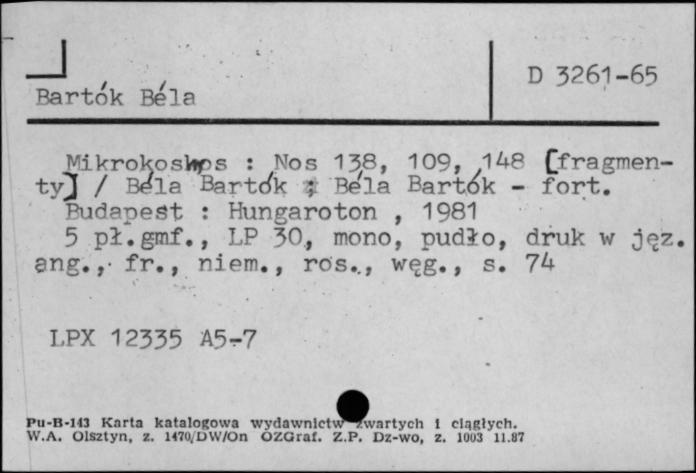 D 3261-65
Bartók Béla
Mikrokosmos : Nos 138, 109, 148 [fragmen-
ty] / Béla Bartók ; Béla Bartók - fort.
Budapest : Hungaroton , 1981
5 pł.gmf., LP 30, mono, pudło, druk w jęz.
ang., fr., niem., ros., węg., s. 74
LPX 12335 A5-7
Pu-B-143 Karta katalogowa wydawnictw zwartych i ciągłych.
W.A. Olsztyn, z. 1470/DW/On OZGraf. Z.P. Dz-wo, z. 1003 11.87